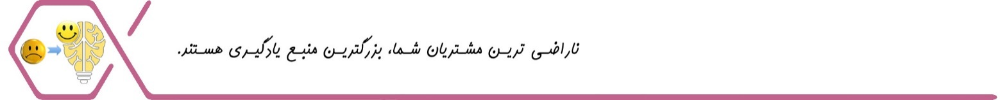 ناراضی ترین مشتریان شما، بزرگترین منبع یادگیری هستند.